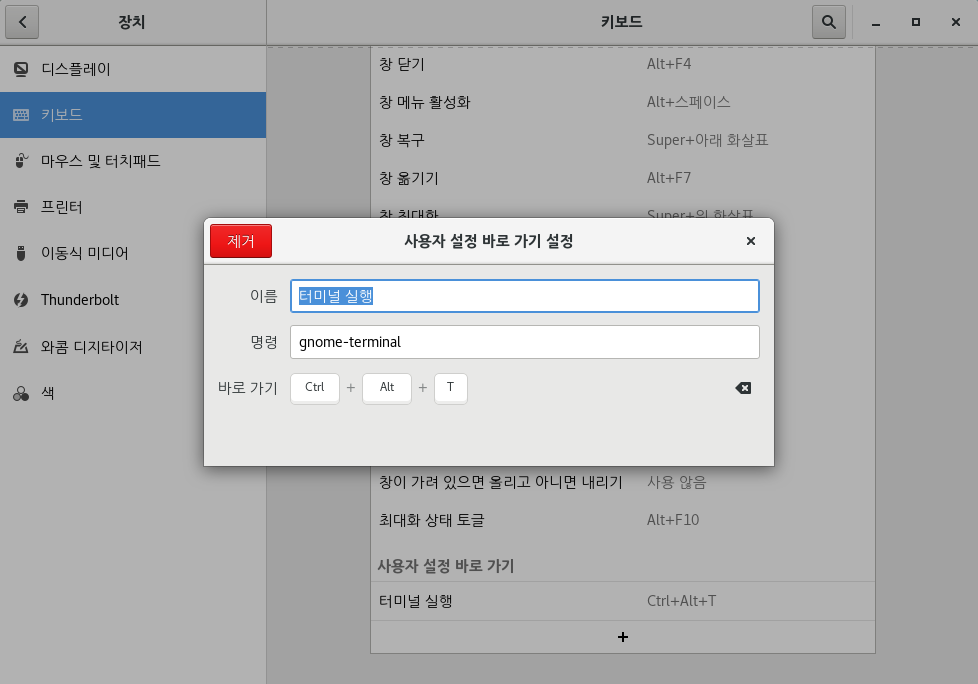 장치
키보드
디스플레이
키보드
마우스 및 터치패드
프린터
이동식 미디어
Thunderbolt
와콤 디지타이저
색
창 닫기 Alt+F4
창 메뉴 활성화 Alt+스페이스
창 복구 Super+아래 화살표
창 옮기기 Alt+F7
창 최대화 Super+위 화살표
제거 사용자 설정 바로 가기 설정
이름 터미널 실행
명령 gnome-terminal
바로 가기 Ctrl + Alt + T
창이 가려 있으면 올리고 아니면 내리기 사용 않음
최대화 상태 토글 Alt+F10
사용자 설정 바로 가기
터미널 실행 Ctrl+Alt+T
+